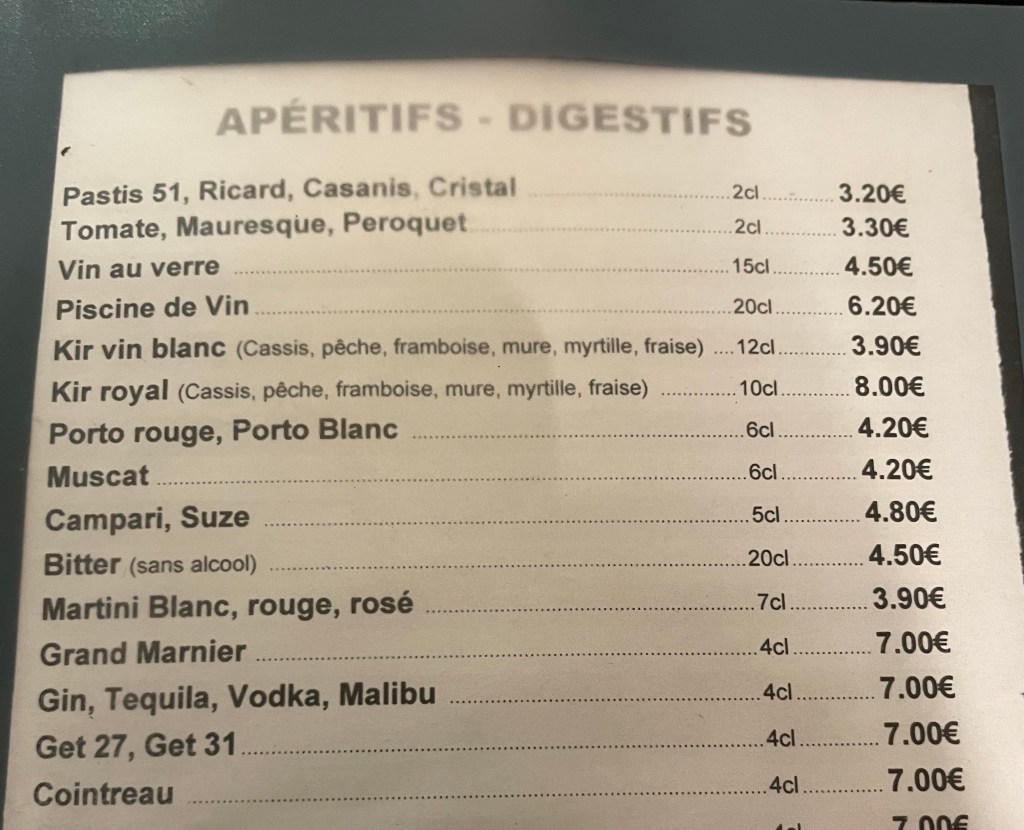 APÉRITIFS - DIGESTIFS
Pastis 51, Ricard, Casanis, Cristal 2cl 3.20€
Tomate, Mauresque, Peroquet 2cl 3.30€
Vin au verre 15cl 4.50€
Piscine de Vin 20cl 6.20€
Kir vin blanc (Cassis, pêche, framboise, mure, myrtille, fraise) 12cl 3.90€
Kir royal (Cassis, pêche, framboise, mure, myrtille, fraise) 10cl 8.00€
Porto rouge, Porto Blanc 6cl 4.20€
Muscat 6cl 4.20€
Campari, Suze 5cl 4.80€
Bitter (sans alcool) 20cl 4.50€
Martini Blanc, rouge, rosé 7cl 3.90€
Grand Marnier 4cl 7.00€
Gin, Tequila, Vodka, Malibu 4cl 7.00€
Get 27, Get 31 4cl 7.00€
Cointreau 4cl 7.00€
4cl 7.00€